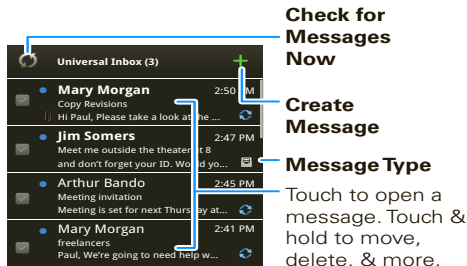 Check for
Messages
Now
Universal Inbox (3)
Create
Message
Mary Morgan 2:50 PM
Copy Revisions
Hi Paul, Please take a look at the ...
Jim Somers 2:47 PM
Meet me outside the theater at 8
and don't forget your ID. Would yo...
Message Type
Arthur Bando 2:45 PM
Meeting invitation
Meeting is set for next Thursday at...
Mary Morgan 2:41 PM
freelancers
Paul, We're going to need help w...
Touch to open a
message. Touch &
hold to move,
delete, & more.